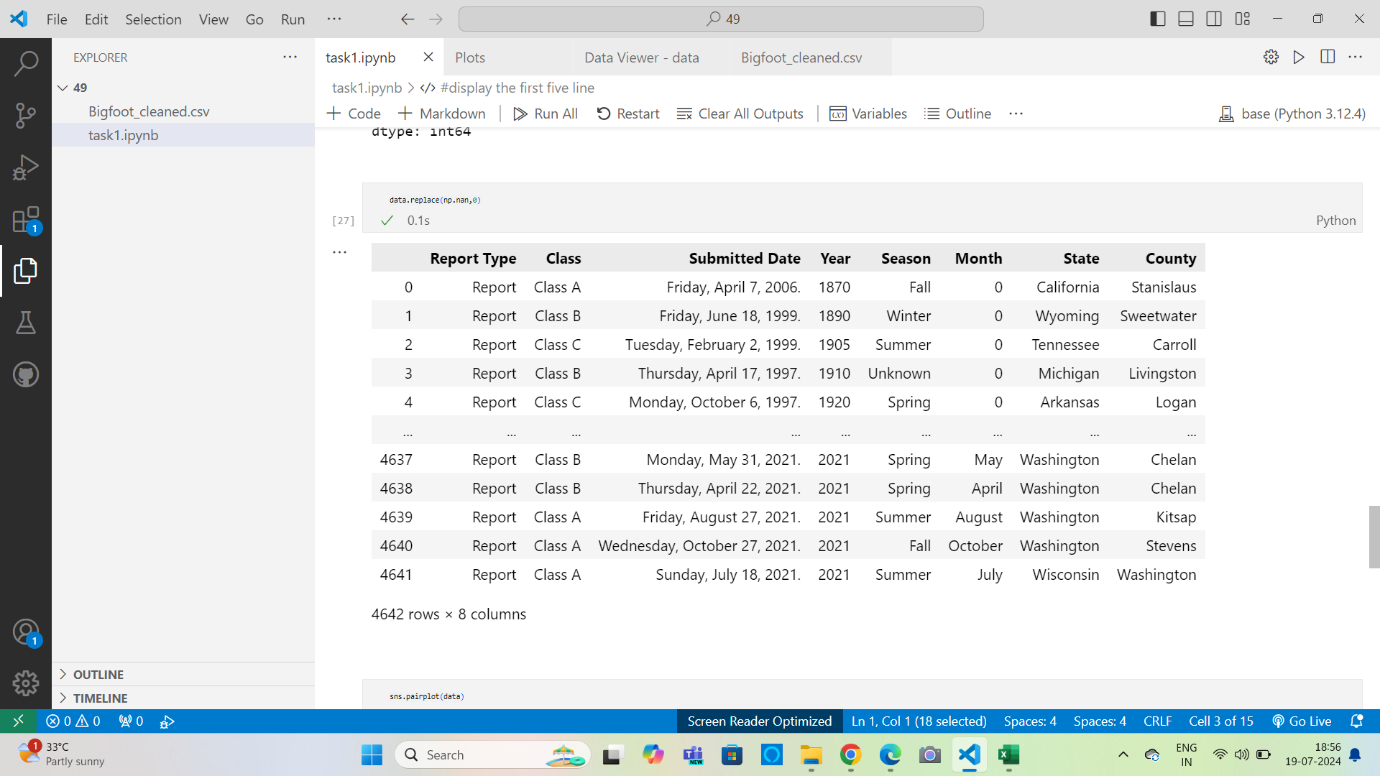 File Edit Selection View Go Run ··· 49
EXPLORER ···
49
Bigfoot_cleaned.csv
task1.ipynb
OUTLINE
TIMELINE
task1.ipynb Plots Data Viewer - data Bigfoot_cleaned.csv
task1.ipynb > #display the first five line
+ Code + Markdown Run All Restart Clear All Outputs Variables Outline ··· base (Python 3.12.4)
dtype: int64
data.replace(np.nan,0)
[27] 0.1s Python
...
Report Type Class Submitted Date Year Season Month State County
0 Report Class A Friday, April 7, 2006. 1870 Fall 0 California Stanislaus
1 Report Class B Friday, June 18, 1999. 1890 Winter 0 Wyoming Sweetwater
2 Report Class C Tuesday, February 2, 1999. 1905 Summer 0 Tennessee Carroll
3 Report Class B Thursday, April 17, 1997. 1910 Unknown 0 Michigan Livingston
4 Report Class C Monday, October 6, 1997. 1920 Spring 0 Arkansas Logan
... ... ... ... ... ... ... ... ...
4637 Report Class B Monday, May 31, 2021. 2021 Spring May Washington Chelan
4638 Report Class B Thursday, April 22, 2021. 2021 Spring April Washington Chelan
4639 Report Class A Friday, August 27, 2021. 2021 Summer August Washington Kitsap
4640 Report Class A Wednesday, October 27, 2021. 2021 Fall October Washington Stevens
4641 Report Class A Sunday, July 18, 2021. 2021 Summer July Wisconsin Washington
4642 rows × 8 columns
sns.pairplot(data)
1
1
0 0 0 Screen Reader Optimized Ln 1, Col 1 (18 selected) Spaces: 4 Spaces: 4 CRLF Cell 3 of 15 Go Live
1 33°C
Partly sunny
Search
NEW
ENG
IN
18:56
19-07-2024